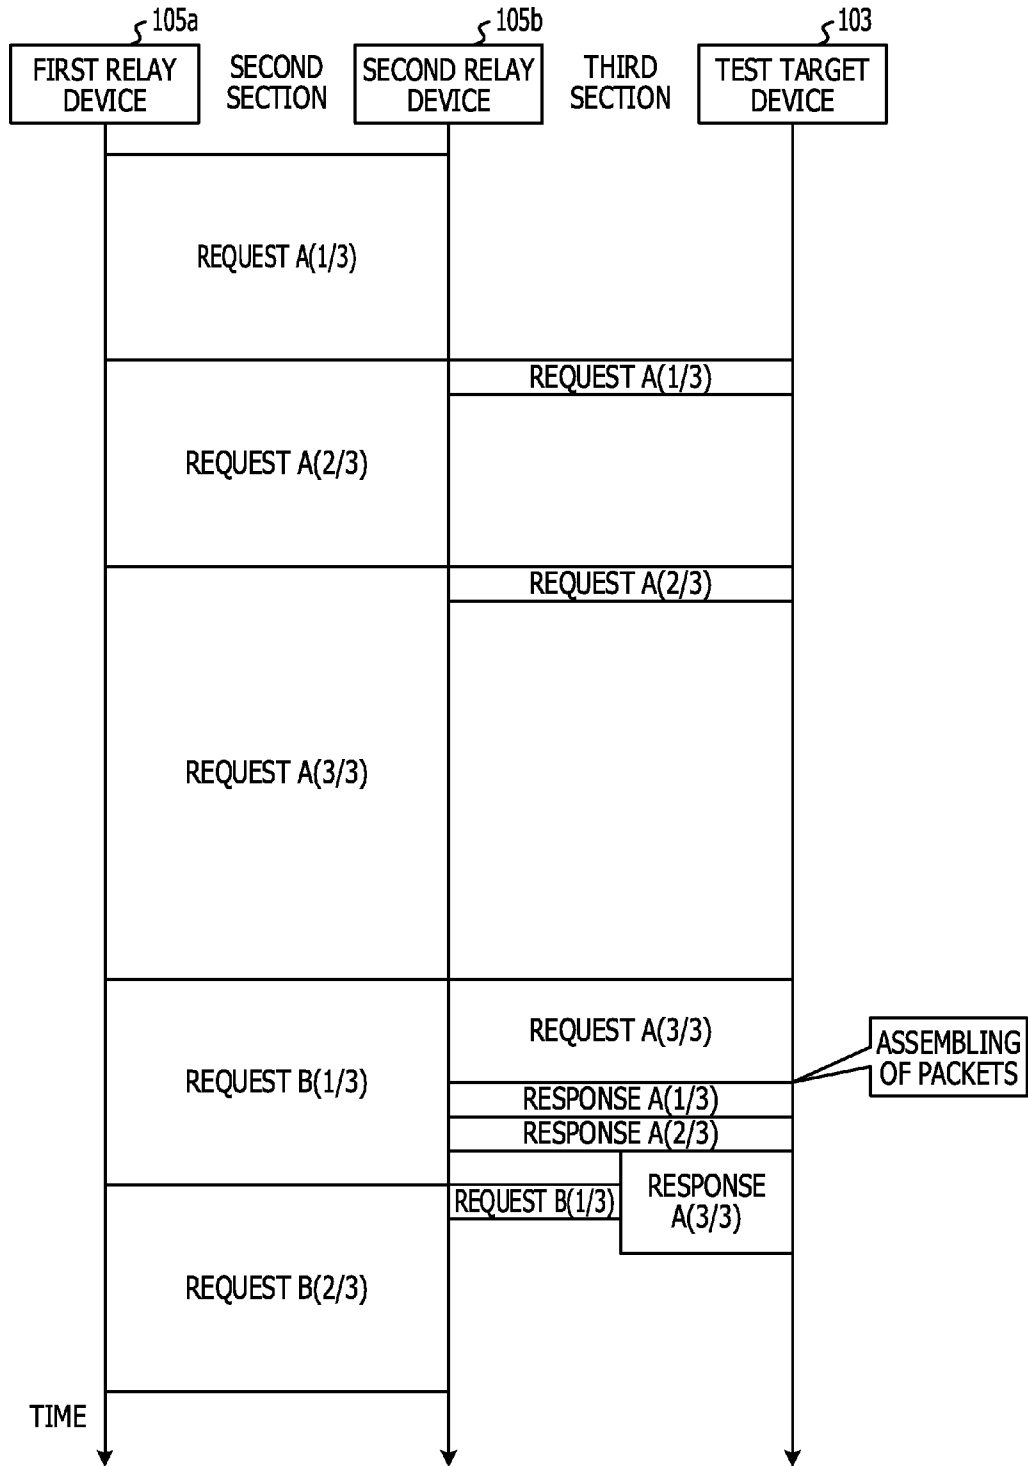 105a
105b
103
FIRST RELAY
DEVICE
SECOND
SECTION
SECOND RELAY
DEVICE
THIRD
SECTION
TEST TARGET
DEVICE
REQUEST A(1/3)
REQUEST A(1/3)
REQUEST A(2/3)
REQUEST A(2/3)
REQUEST A(3/3)
REQUEST A(3/3)
ASSEMBLING
OF PACKETS
REQUEST B(1/3)
RESPONSE A(1/3)
RESPONSE A(2/3)
RESPONSE
A(3/3)
REQUEST B(1/3)
REQUEST B(2/3)
TIME